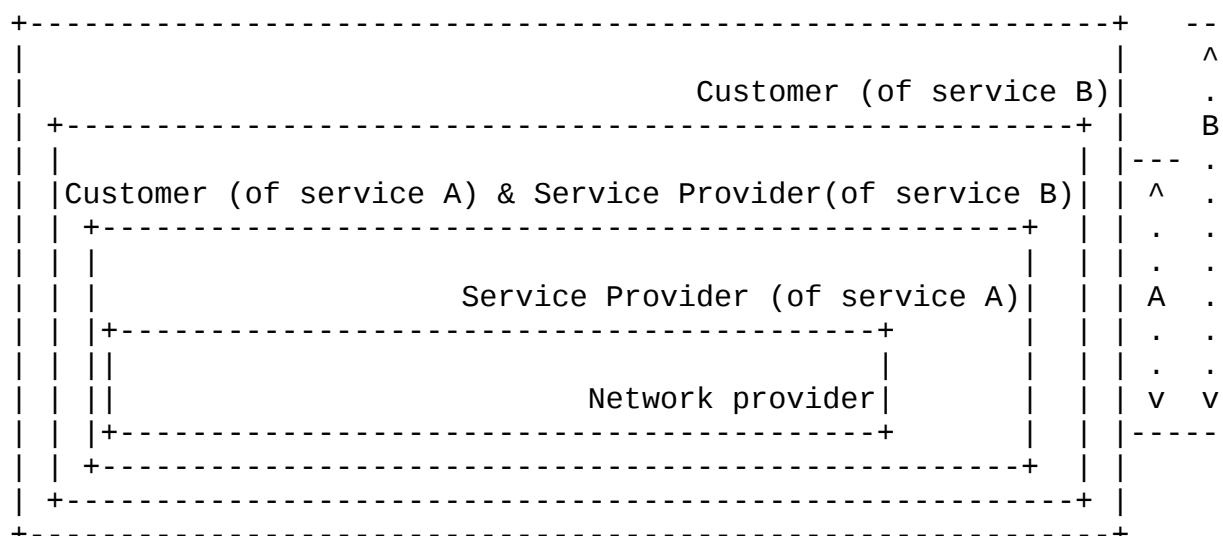 Customer (of service B)
B
Customer (of service A) & Service Provider(of service B)
Service Provider (of service A)
A
Network provider
v v